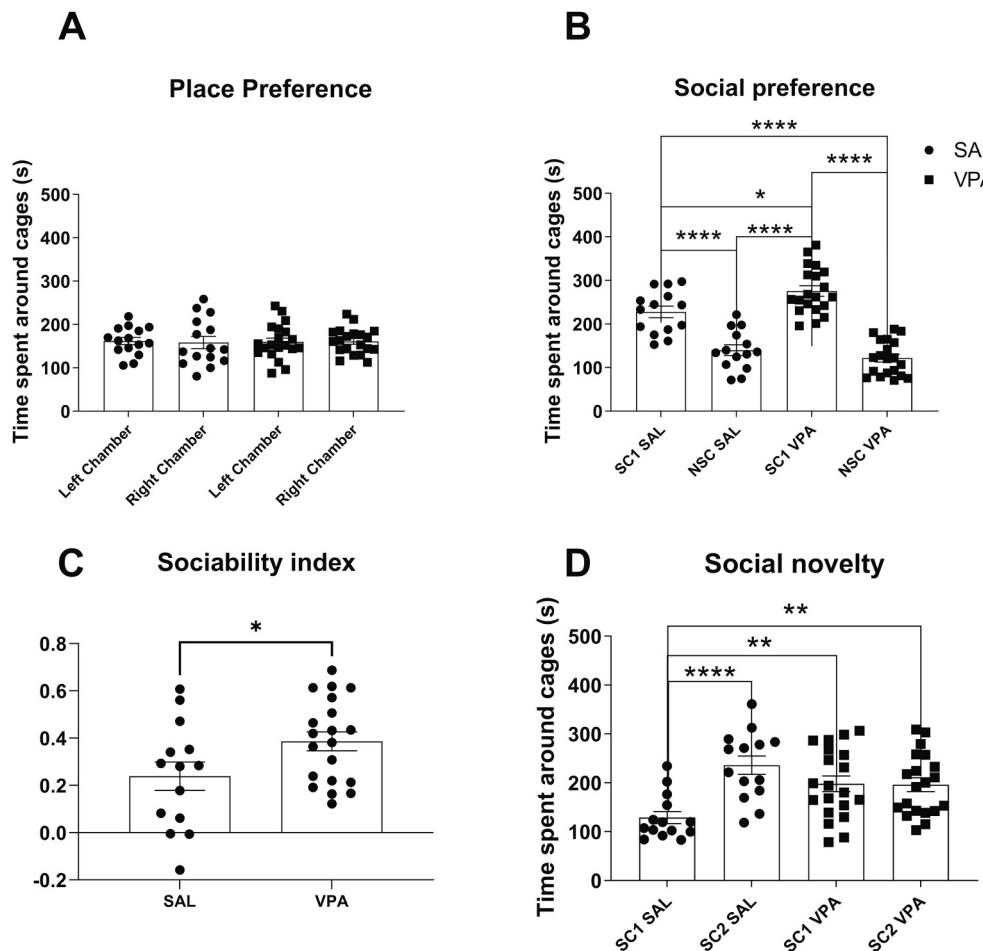 A
Place Preference
Time spent around cages (s)
500
400
300
200
100
0
Left Chamber
Right Chamber
Left Chamber
Right Chamber
B
Social preference
****
****
*
****
****
SA
VPA
Time spent around cages (s)
500
400
300
200
100
0
SC1 SAL
NSC SAL
SC1 VPA
NSC VPA
C
Sociability index
*
0.8
0.6
0.4
0.2
0.0
-0.2
SAL
VPA
D
Social novelty
**
**
****
Time spent around cages (s)
500
400
300
200
100
0
SC1 SAL
SC2 SAL
SC1 VPA
SC2 VPA